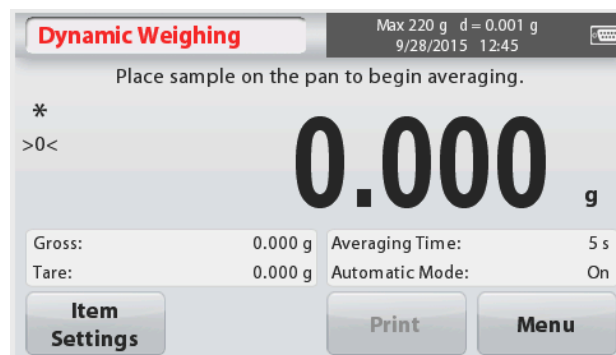 Dynamic Weighing
Max 220 g d = 0.001 g
9/28/2015 12:45
Place sample on the pan to begin averaging.
*
>0<
0.000 g
Gross: 0.000 g Averaging Time: 5 s
Tare: 0.000 g Automatic Mode: On
Item
Settings
Print
Menu